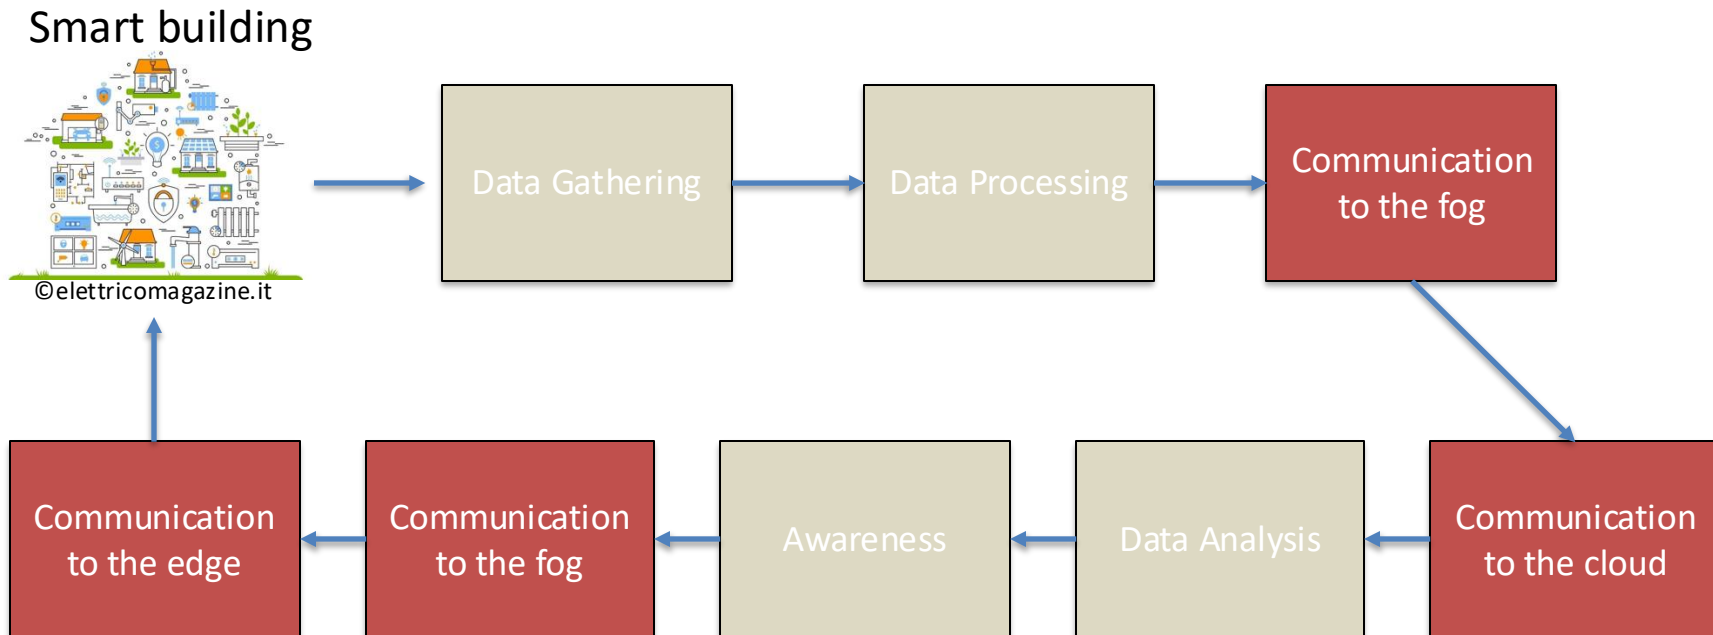 Smart building
©elettricomagazine.it
Data Gathering
Data Processing
Communication
to the fog
Communication
to the cloud
Data Analysis
Awareness
Communication
to the fog
Communication
to the edge